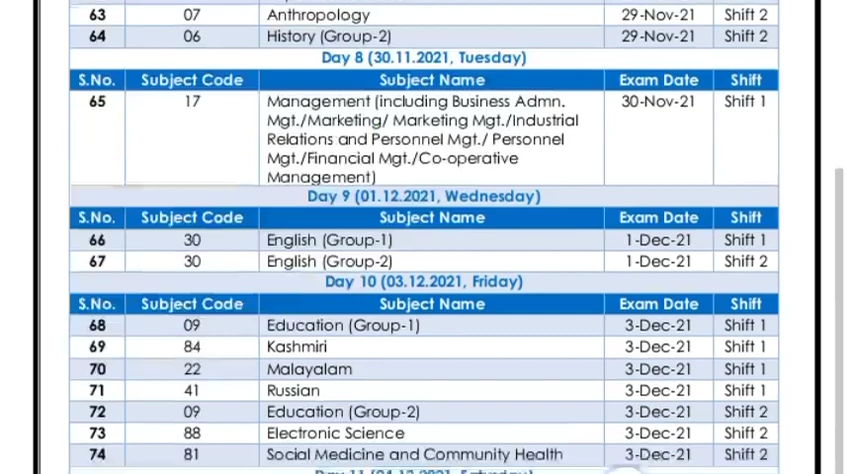 63 07 Anthropology 29-Nov-21 Shift 2
64 06 History (Group-2) 29-Nov-21 Shift 2
Day 8 (30.11.2021, Tuesday)
S.No. Subject Code Subject Name Exam Date Shift
65 17 Management (including Business Admn. 30-Nov-21 Shift 1
Mgt./Marketing/ Marketing Mgt./Industrial
Relations and Personnel Mgt./ Personnel
Mgt./Financial Mgt./Co-operative
Management)
Day 9 (01.12.2021, Wednesday)
S.No. Subject Code Subject Name Exam Date Shift
66 30 English (Group-1) 1-Dec-21 Shift 1
67 30 English (Group-2) 1-Dec-21 Shift 2
Day 10 (03.12.2021, Friday)
S.No. Subject Code Subject Name Exam Date Shift
68 09 Education (Group-1) 3-Dec-21 Shift 1
69 84 Kashmiri 3-Dec-21 Shift 1
70 22 Malayalam 3-Dec-21 Shift 1
71 41 Russian 3-Dec-21 Shift 1
72 09 Education (Group-2) 3-Dec-21 Shift 2
73 88 Electronic Science 3-Dec-21 Shift 2
74 81 Social Medicine and Community Health 3-Dec-21 Shift 2